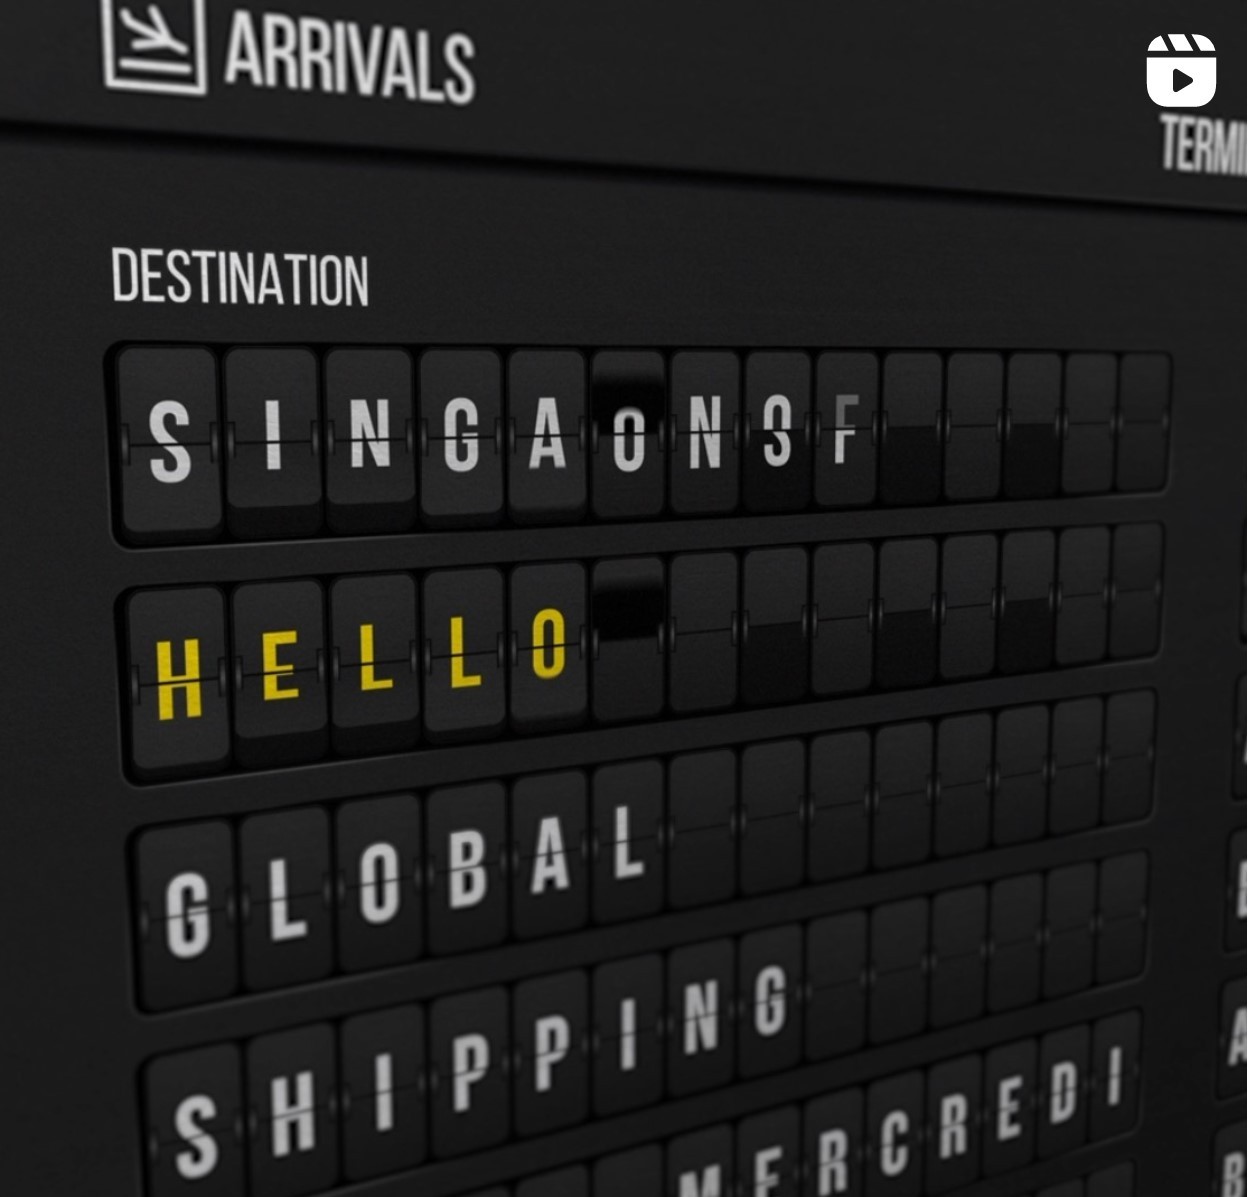 ARRIVALS
DESTINATION
SINGAONSF
HELLO
GLOBAL
SHIPPING
MERCREDI